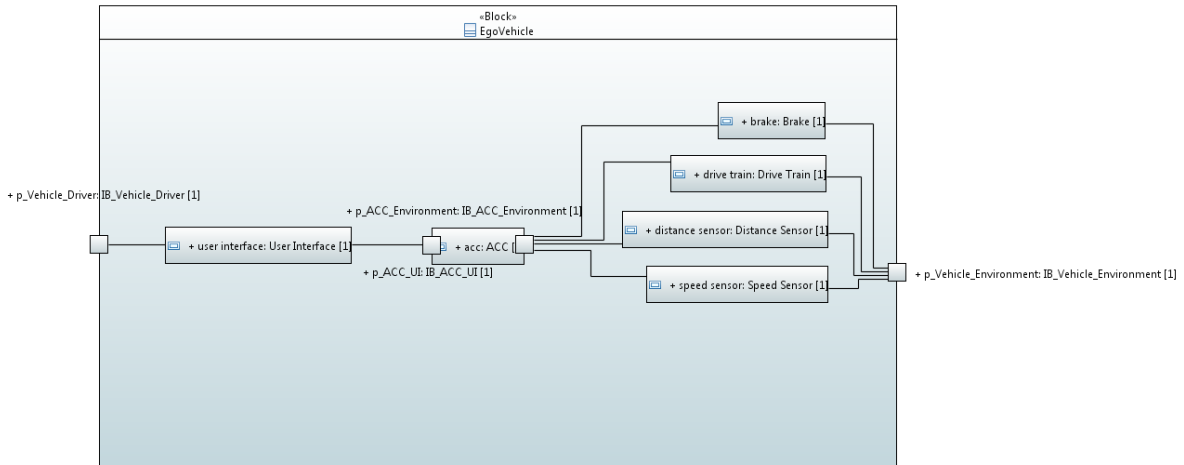 «Block»
EgoVehicle
+ brake: Brake [1]
+ drive train: Drive Train [1]
+ p_Vehicle_Driver: IB_Vehicle_Driver [1]
+ p_ACC_Environment: IB_ACC_Environment [1]
+ distance sensor: Distance Sensor [1]
+ user interface: User Interface [1]
+ acc: ACC [
+ p_ACC_UI: IB_ACC_UI [1]
+ p_Vehicle_Environment: IB_Vehicle_Environment [1]
+ speed sensor: Speed Sensor [1]